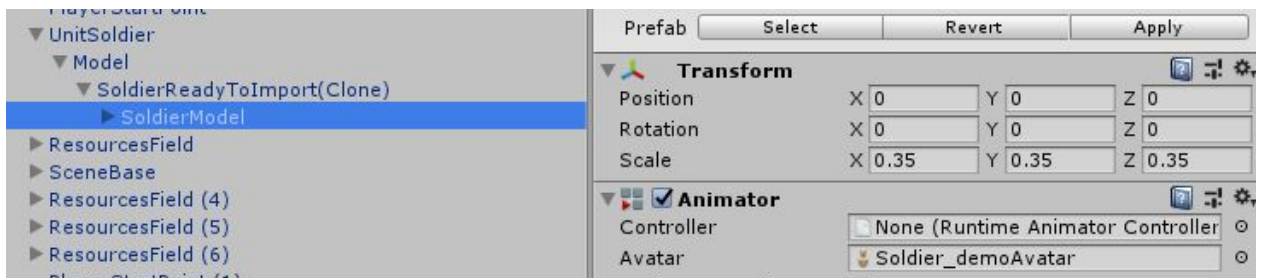 UnitSoldier
Model
SoldierReadyToImport(Clone)
SoldierModel
ResourcesField
SceneBase
ResourcesField (4)
ResourcesField (5)
ResourcesField (6)
Prefab Select Revert Apply
Transform
Position X 0 Y 0 Z 0
Rotation X 0 Y 0 Z 0
Scale X 0.35 Y 0.35 Z 0.35
Animator
Controller None (Runtime Animator Controller
Avatar Soldier_demoAvatar